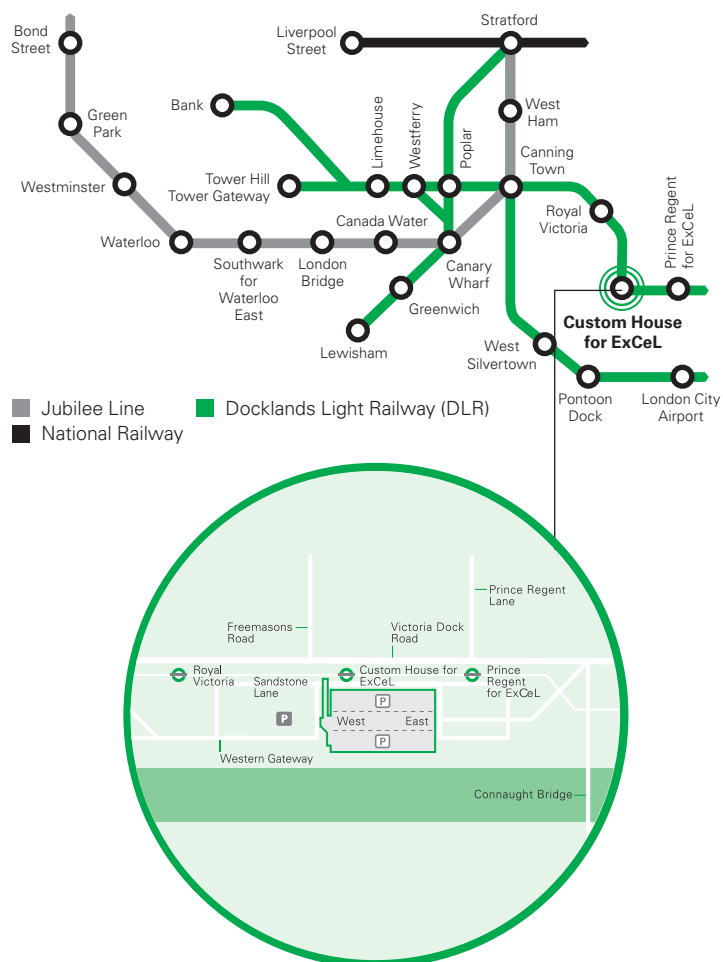 Bond
Street
Liverpool
Street
Stratford
Green
Park
Bank
Limehouse
Westferry
Poplar
West
Ham
Canning
Town
Westminster
Tower Hill
Tower Gateway
Royal
Victoria
Prince Regent
for ExCeL
Waterloo
Southwark
for
Waterloo
East
London
Bridge
Canada Water
Canary
Wharf
Greenwich
Lewisham
Custom House
for ExCeL
West
Silvertown
Pontoon
Dock
London City
Airport
Jubilee Line
Docklands Light Railway (DLR)
National Railway
Prince Regent
Lane
Freemasons
Road
Victoria Dock
Road
Royal
Victoria
Sandstone
Lane
Custom House for
ExCeL
Prince
Regent
for ExCeL
P
P
West
East
P
Western Gateway
Connaught Bridge